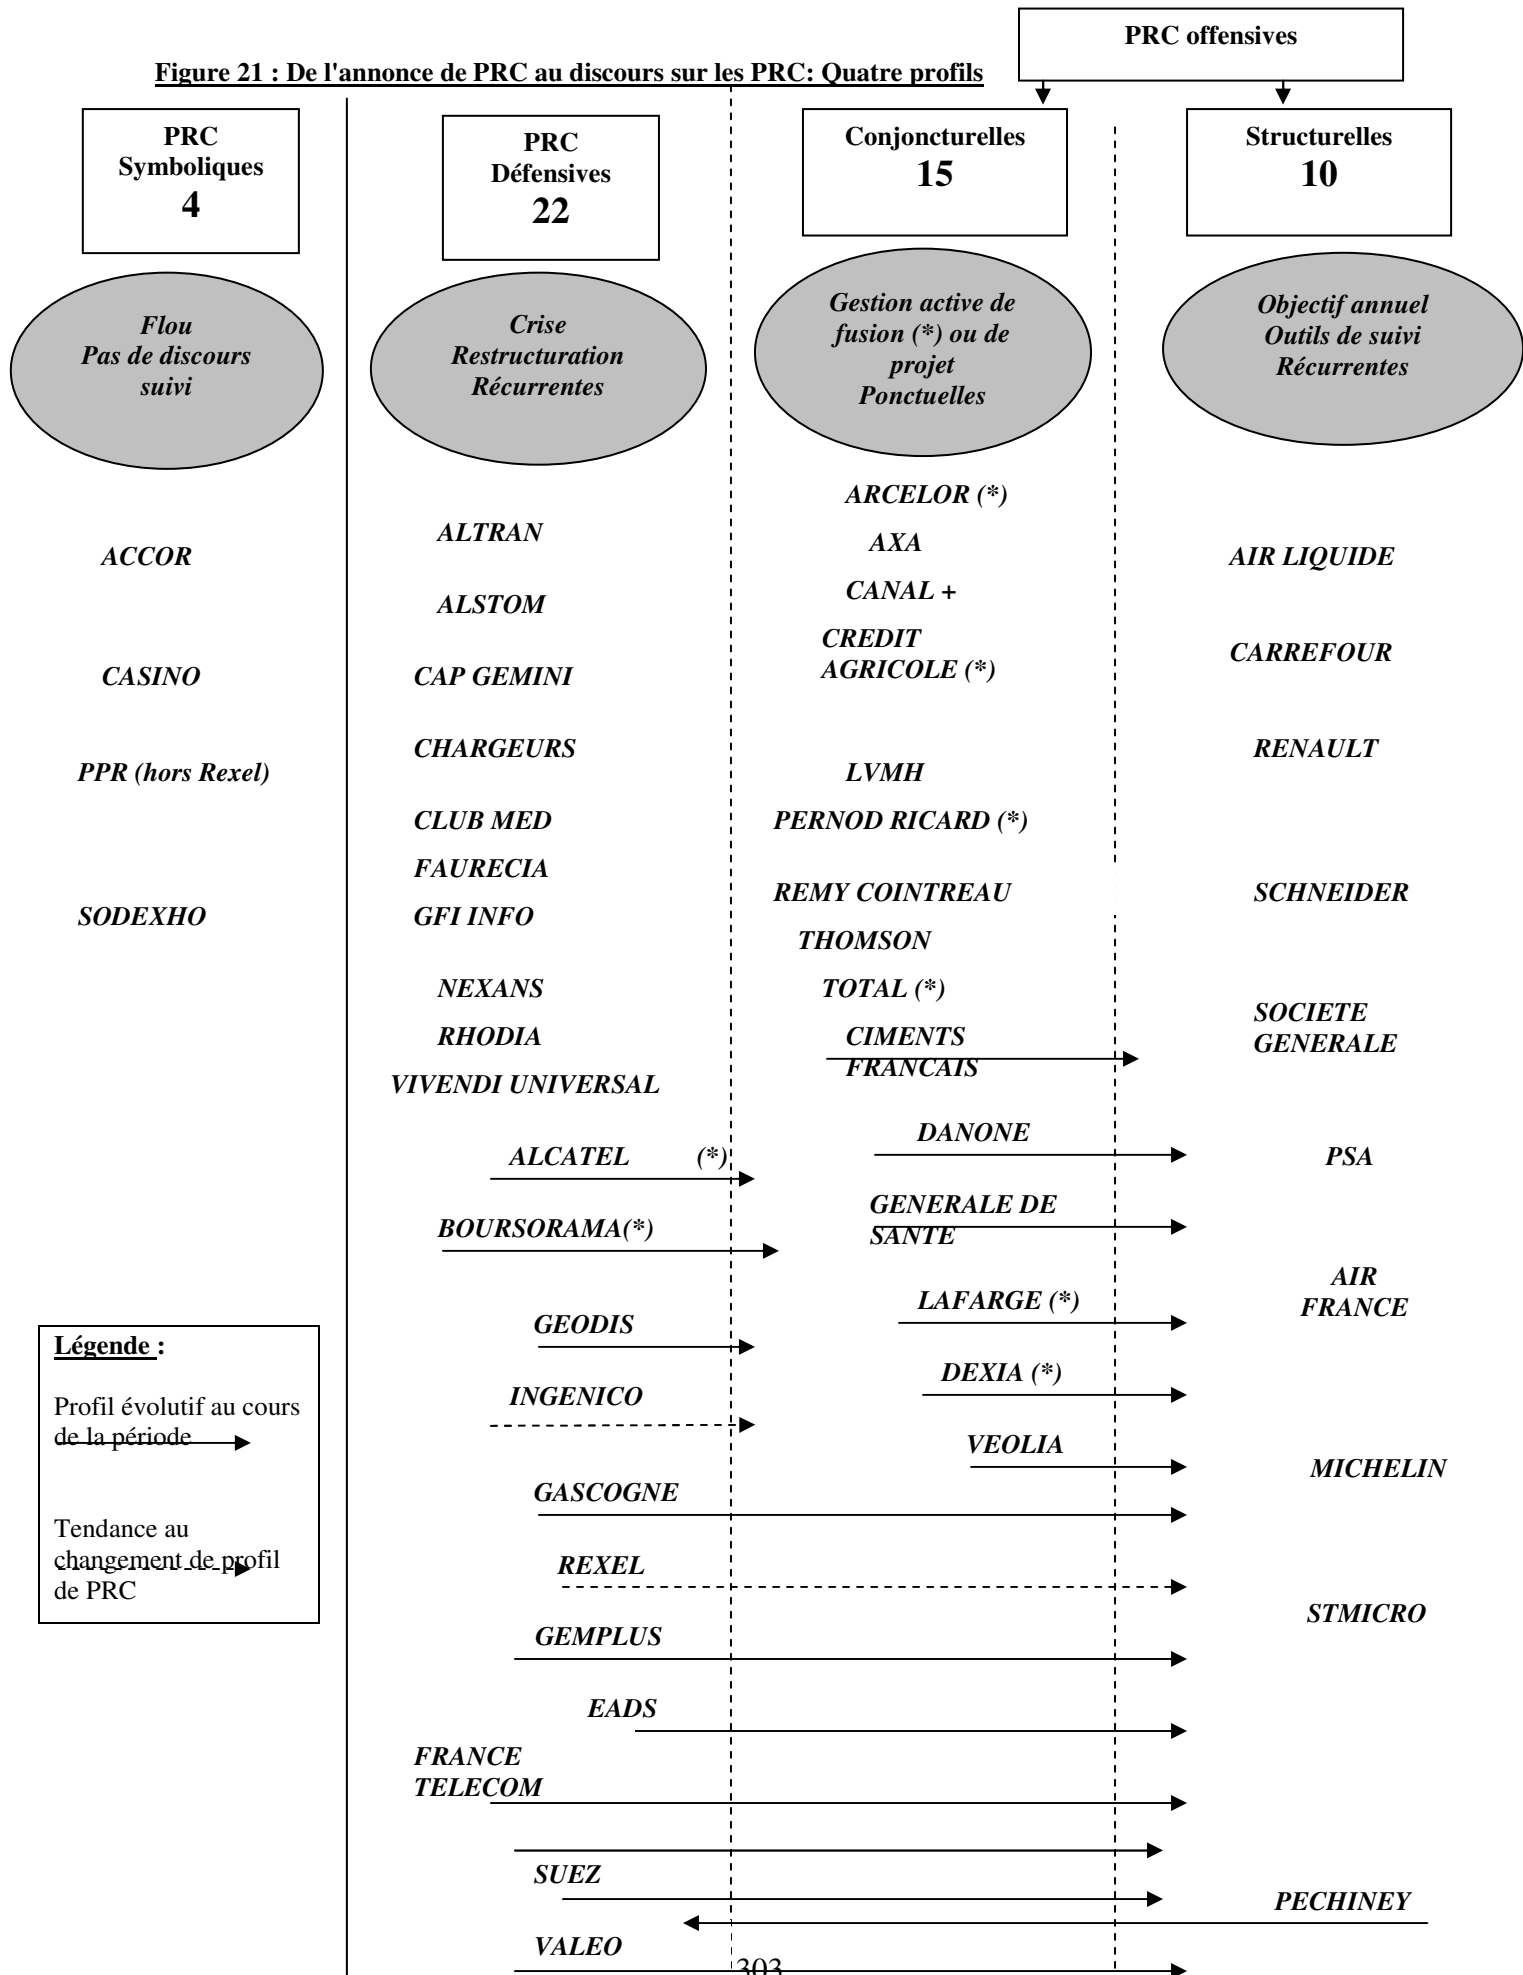 PRC offensives
Figure 21 : De l'annonce de PRC au discours sur les PRC: Quatre profils
PRC
Symboliques
4
PRC
Défensives
22
Conjoncturelles
15
Structurelles
10
Flou
Pas de discours
suivi
Crise
Restructuration
Récurrentes
Gestion active de
fusion (*) ou de
projet
Ponctuelles
Objectif annuel
Outils de suivi
Récurrentes
ACCOR
CASINO
PPR (hors Rexel)
SODEXHO
ALTRAN
ALSTOM
CAP GEMINI
CHARGEURS
CLUB MED
FAURECIA
GFI INFO
NEXANS
RHODIA
VIVENDI UNIVERSAL
ALCATEL (*)
BOURSORAMA(*)
GEODIS
INGENICO
GASCOGNE
REXEL
GEMPLUS
EADS
FRANCE
TELECOM
SUEZ
VALEO
ARCELOR (*)
AXA
CANAL +
CREDIT
AGRICOLE (*)
LVMH
PERNOD RICARD (*)
REMY COINTREAU
THOMSON
TOTAL (*)
CIMENTS
FRANCAIS
DANONE
GENERALE DE
SANTE
LAFARGE (*)
DEXIA (*)
VEOLIA
AIR LIQUIDE
CARREFOUR
RENAULT
SCHNEIDER
SOCIETE
GENERALE
PSA
AIR
FRANCE
MICHELIN
STMICRO
PECHINEY
Légende :
Profil évolutif au cours
de la période
Tendance au
changement de profil
de PRC
303